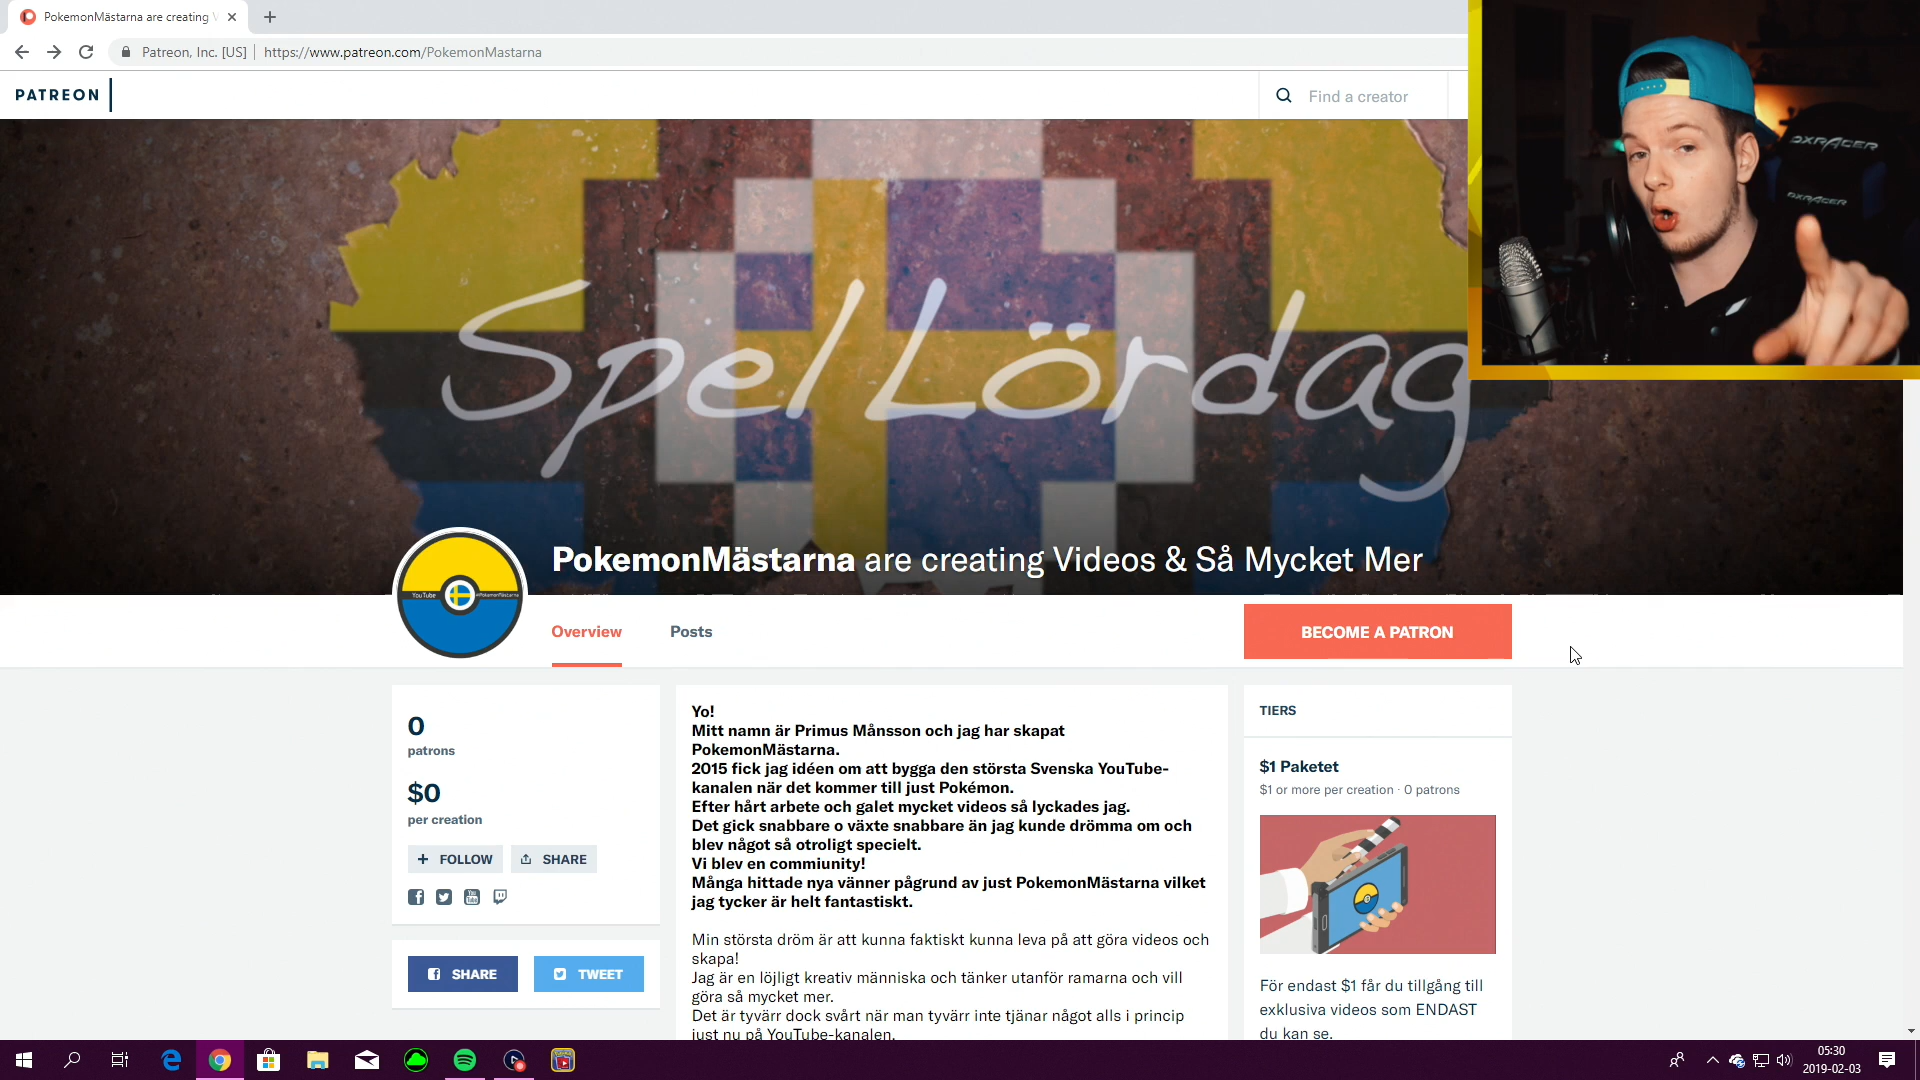 PokemonMästarna are creating V
Patreon, Inc. [US] | https://www.patreon.com/PokemonMastarna
PATREON
Find a creator
DXRACER
DXRACER
Spel Lördag
YouTube
PokemonMästarna are creating Videos & Så Mycket Mer
Overview
Posts
BECOME A PATRON
0
patrons
$0
per creation
+ FOLLOW
SHARE
You
Tube
SHARE
TWEET
Yo!
Mitt namn är Primus Månsson och jag har skapat
PokemonMästarna.
2015 fick jag idéen om att bygga den största Svenska YouTube-
kanalen när det kommer till just Pokémon.
Efter hårt arbete och galet mycket videos så lyckades jag.
Det gick snabbare o växte snabbare än jag kunde drömma om och
blev något så otroligt specielt.
Vi blev en commiunity!
Många hittade nya vänner pågrund av just PokemonMästarna vilket
jag tycker är helt fantastiskt.
Min största dröm är att kunna faktiskt kunna leva på att göra videos och
skapa!
Jag är en löjligt kreativ människa och tänker utanför ramarna och vill
göra så mycket mer.
Det är tyvärr dock svårt när man tyvärr inte tjänar något alls i princip
just nu på YouTube-kanalen.
TIERS
$1 Paketet
$1 or more per creation · 0 patrons
För endast $1 får du tillgång till
exklusiva videos som ENDAST
du kan se.
05:30
2019-02-03